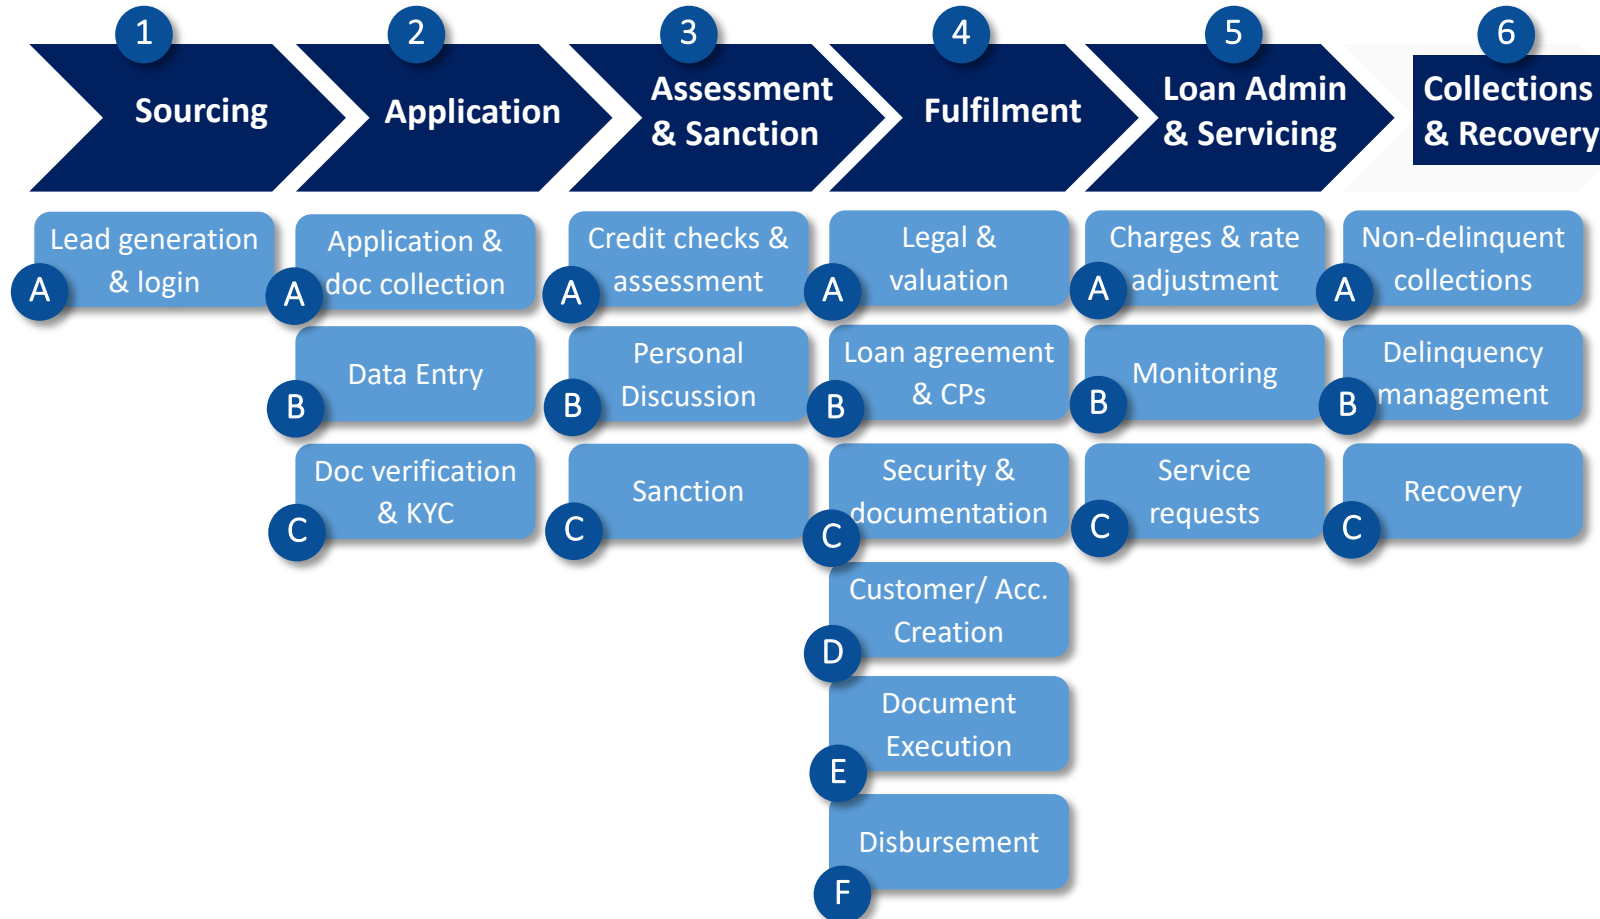 1
Sourcing
2
Application
3
Assessment
& Sanction
4
Fulfilment
5
Loan Admin
& Servicing
6
Collections
& Recovery
Lead generation
& login
A
Application &
doc collection
A
Data Entry
B
Doc verification
& KYC
C
Credit checks &
assessment
A
Personal
Discussion
B
Sanction
C
Legal &
valuation
A
Loan agreement
& CPs
B
Security &
documentation
C
Customer/ Acc.
Creation
D
Document
Execution
E
Disbursement
F
Charges & rate
adjustment
A
Monitoring
B
Service
requests
C
Non-delinquent
collections
A
Delinquency
management
B
Recovery
C